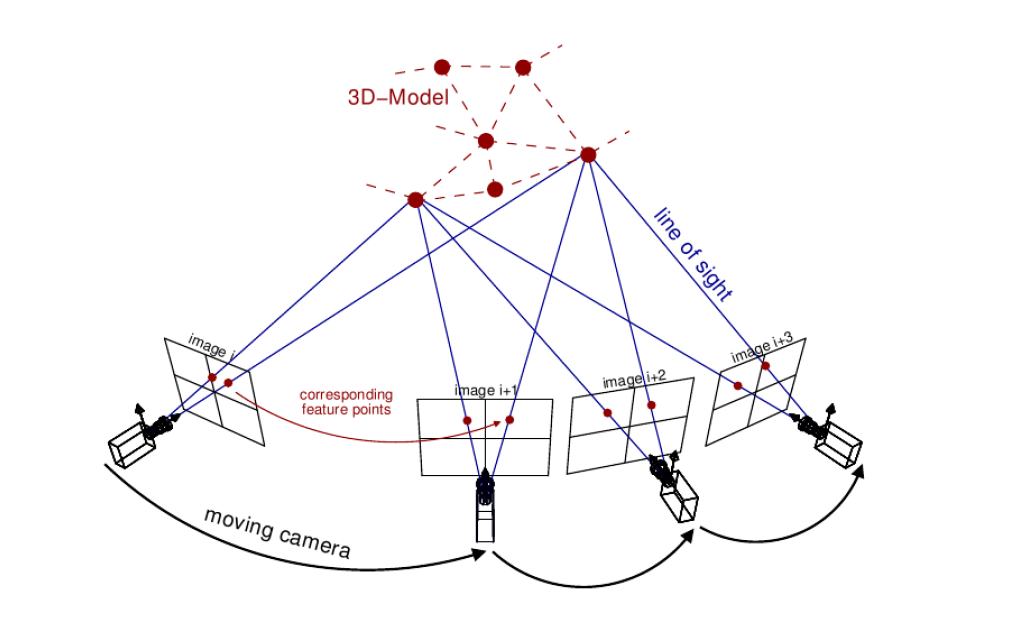 3D–Model
line of sight
image i
image i+1
image i+2
image i+3
corresponding
feature points
moving camera